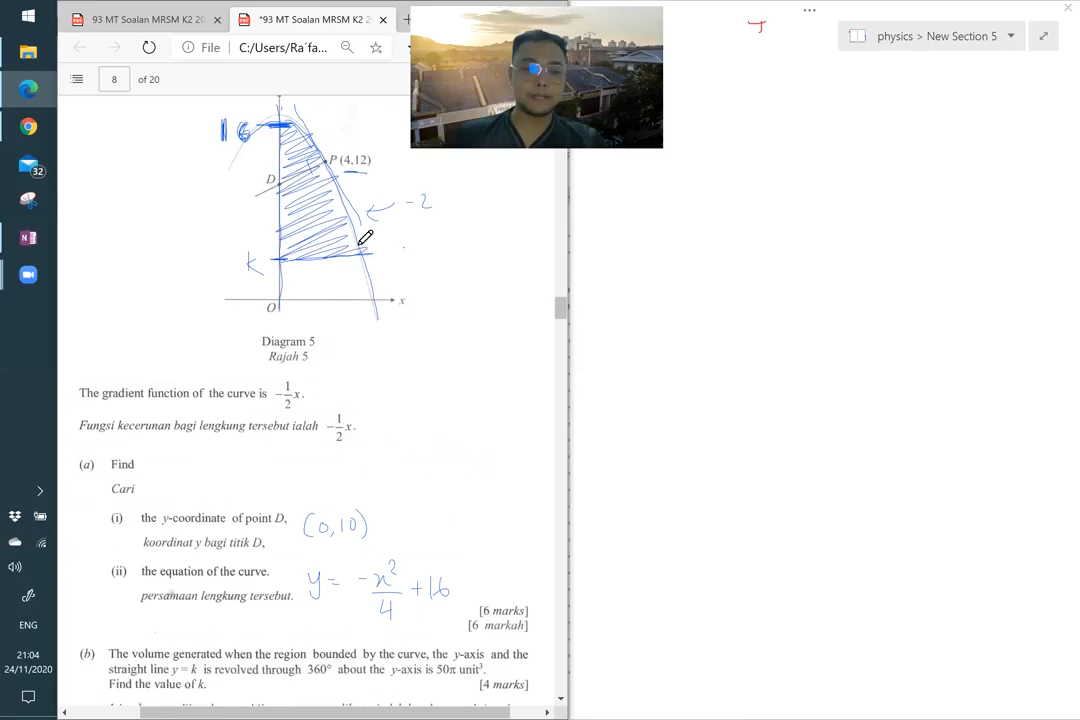 93 MT Soalan MRSM K2 20
*93 MT Soalan MRSM K2 20
File
C:/Users/Ra´fa...
8
of 20
physics > New Section 5
16
P (4,12)
D
-2
K
O
x
Diagram 5
Rajah 5
The gradient function of the curve is -1/2 x.
Fungsi kecerunan bagi lengkung tersebut ialah -1/2 x.
(a) Find
Cari
(i) the y-coordinate of point D, (0,10)
koordinat y bagi titik D,
(ii) the equation of the curve. y = -x²/4 + 16
persamaan lengkung tersebut.
[6 marks]
[6 markah]
(b) The volume generated when the region bounded by the curve, the y-axis and the
straight line y = k is revolved through 360° about the y-axis is 50π unit³.
Find the value of k. [4 marks]
32
ENG
21:04
24/11/2020